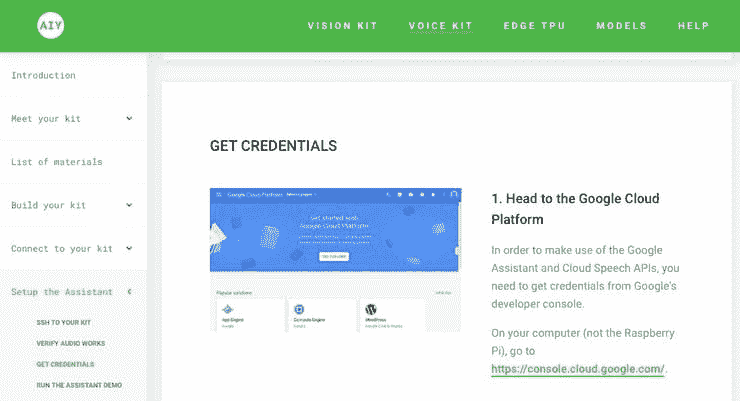 AIY
VISION KIT
VOICE KIT
EDGE TPU
MODELS
HELP
Introduction
Meet your kit
List of materials
Build your kit
Connect to your kit
Setup the Assistant
SSH TO YOUR KIT
VERIFY AUDIO WORKS
GET CREDENTIALS
RUN THE ASSISTANT DEMO
GET CREDENTIALS
Google Cloud Platform
Get started with
Google Cloud Platform
Popular solutions
App Engine
Compute Engine
WordPress
1. Head to the Google Cloud
Platform
In order to make use of the Google
Assistant and Cloud Speech APIs, you
need to get credentials from Google's
developer console.
On your computer (not the Raspberry
Pi), go to
https://console.cloud.google.com/.